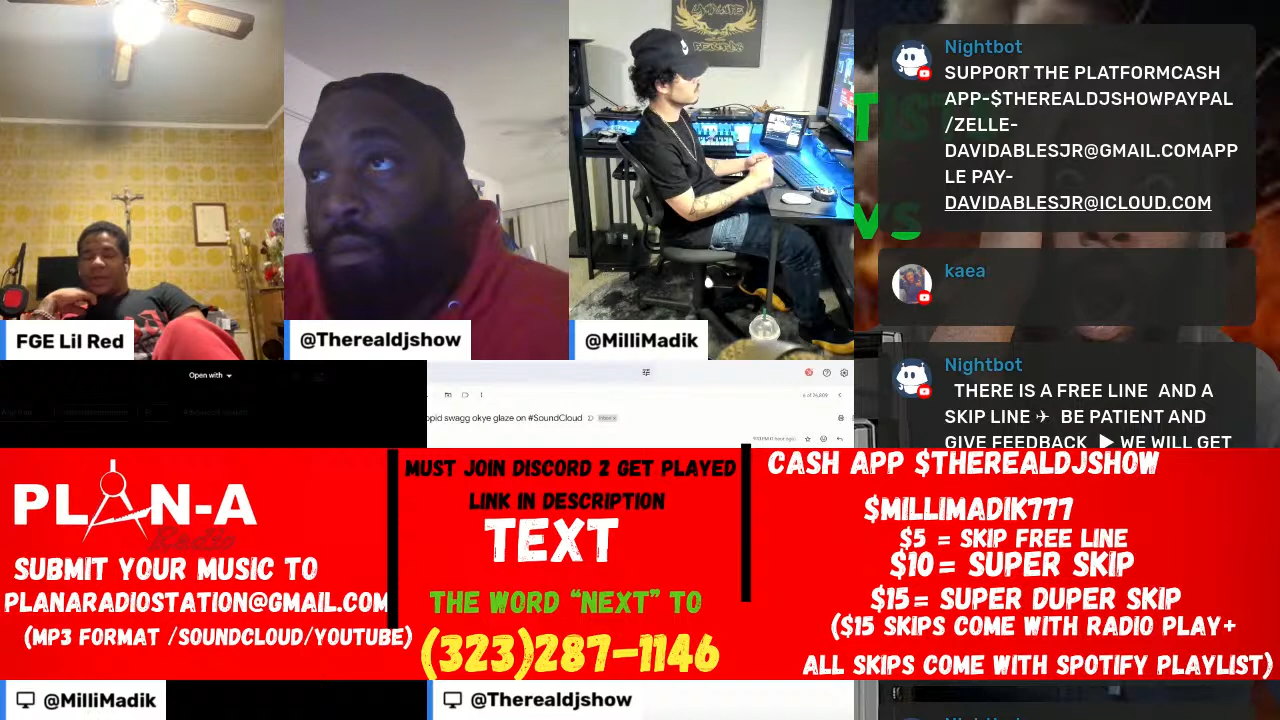 FGE Lil Red
@Therealdjshow
@MilliMadik
Nightbot
SUPPORT THE PLATFORMCASH
APP-$THEREALDJSHOWPAYPAL
/ZELLE-
DAVIDABLESJR@GMAIL.COMAPP
LE PAY-
DAVIDABLESJR@ICLOUD.COM
kaea
Nightbot
THERE IS A FREE LINE AND A
SKIP LINE ✈ BE PATIENT AND
GIVE FEEDBACK ▶ WE WILL GET
Open with
opid swagg okye glaze on #SoundCloud
PLAN-A
Radio
SUBMIT YOUR MUSIC TO
PLANARADIOSTATION@GMAIL.COM
(MP3 FORMAT /SOUNDCLOUD/YOUTUBE)
MUST JOIN DISCORD 2 GET PLAYED
LINK IN DESCRIPTION
TEXT
THE WORD “NEXT” TO
(323)287-1146
CASH APP $THEREALDJSHOW
$MILLIMADIK777
$5 = SKIP FREE LINE
$10 = SUPER SKIP
$15 = SUPER DUPER SKIP
($15 SKIPS COME WITH RADIO PLAY+
ALL SKIPS COME WITH SPOTIFY PLAYLIST)
@MilliMadik
@Therealdjshow